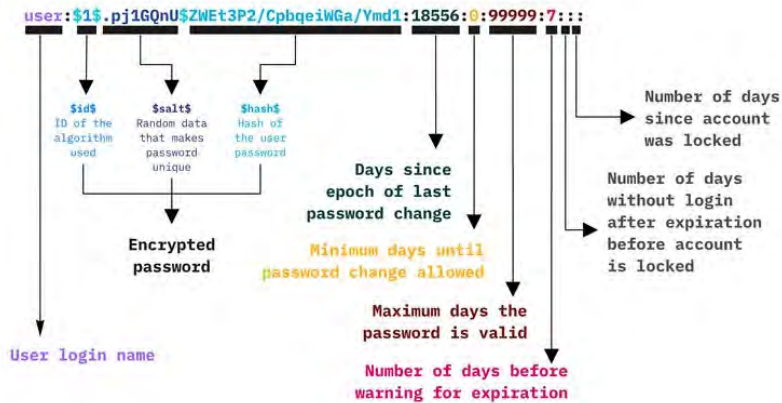 user:$1$.pj1GQnU$ZWEt3P2/CpbqeiWGa/Ymd1:18556:0:99999:7:::
$id$
ID of the
algorithm
used
$salt$
Random data
that makes
password
unique
$hash$
Hash of
the user
password
Encrypted
password
User login name
Days since
epoch of last
password change
Minimum days until
password change allowed
Maximum days the
password is valid
Number of days before
warning for expiration
Number of days
since account
was locked
Number of days
without login
after expiration
before account
is locked